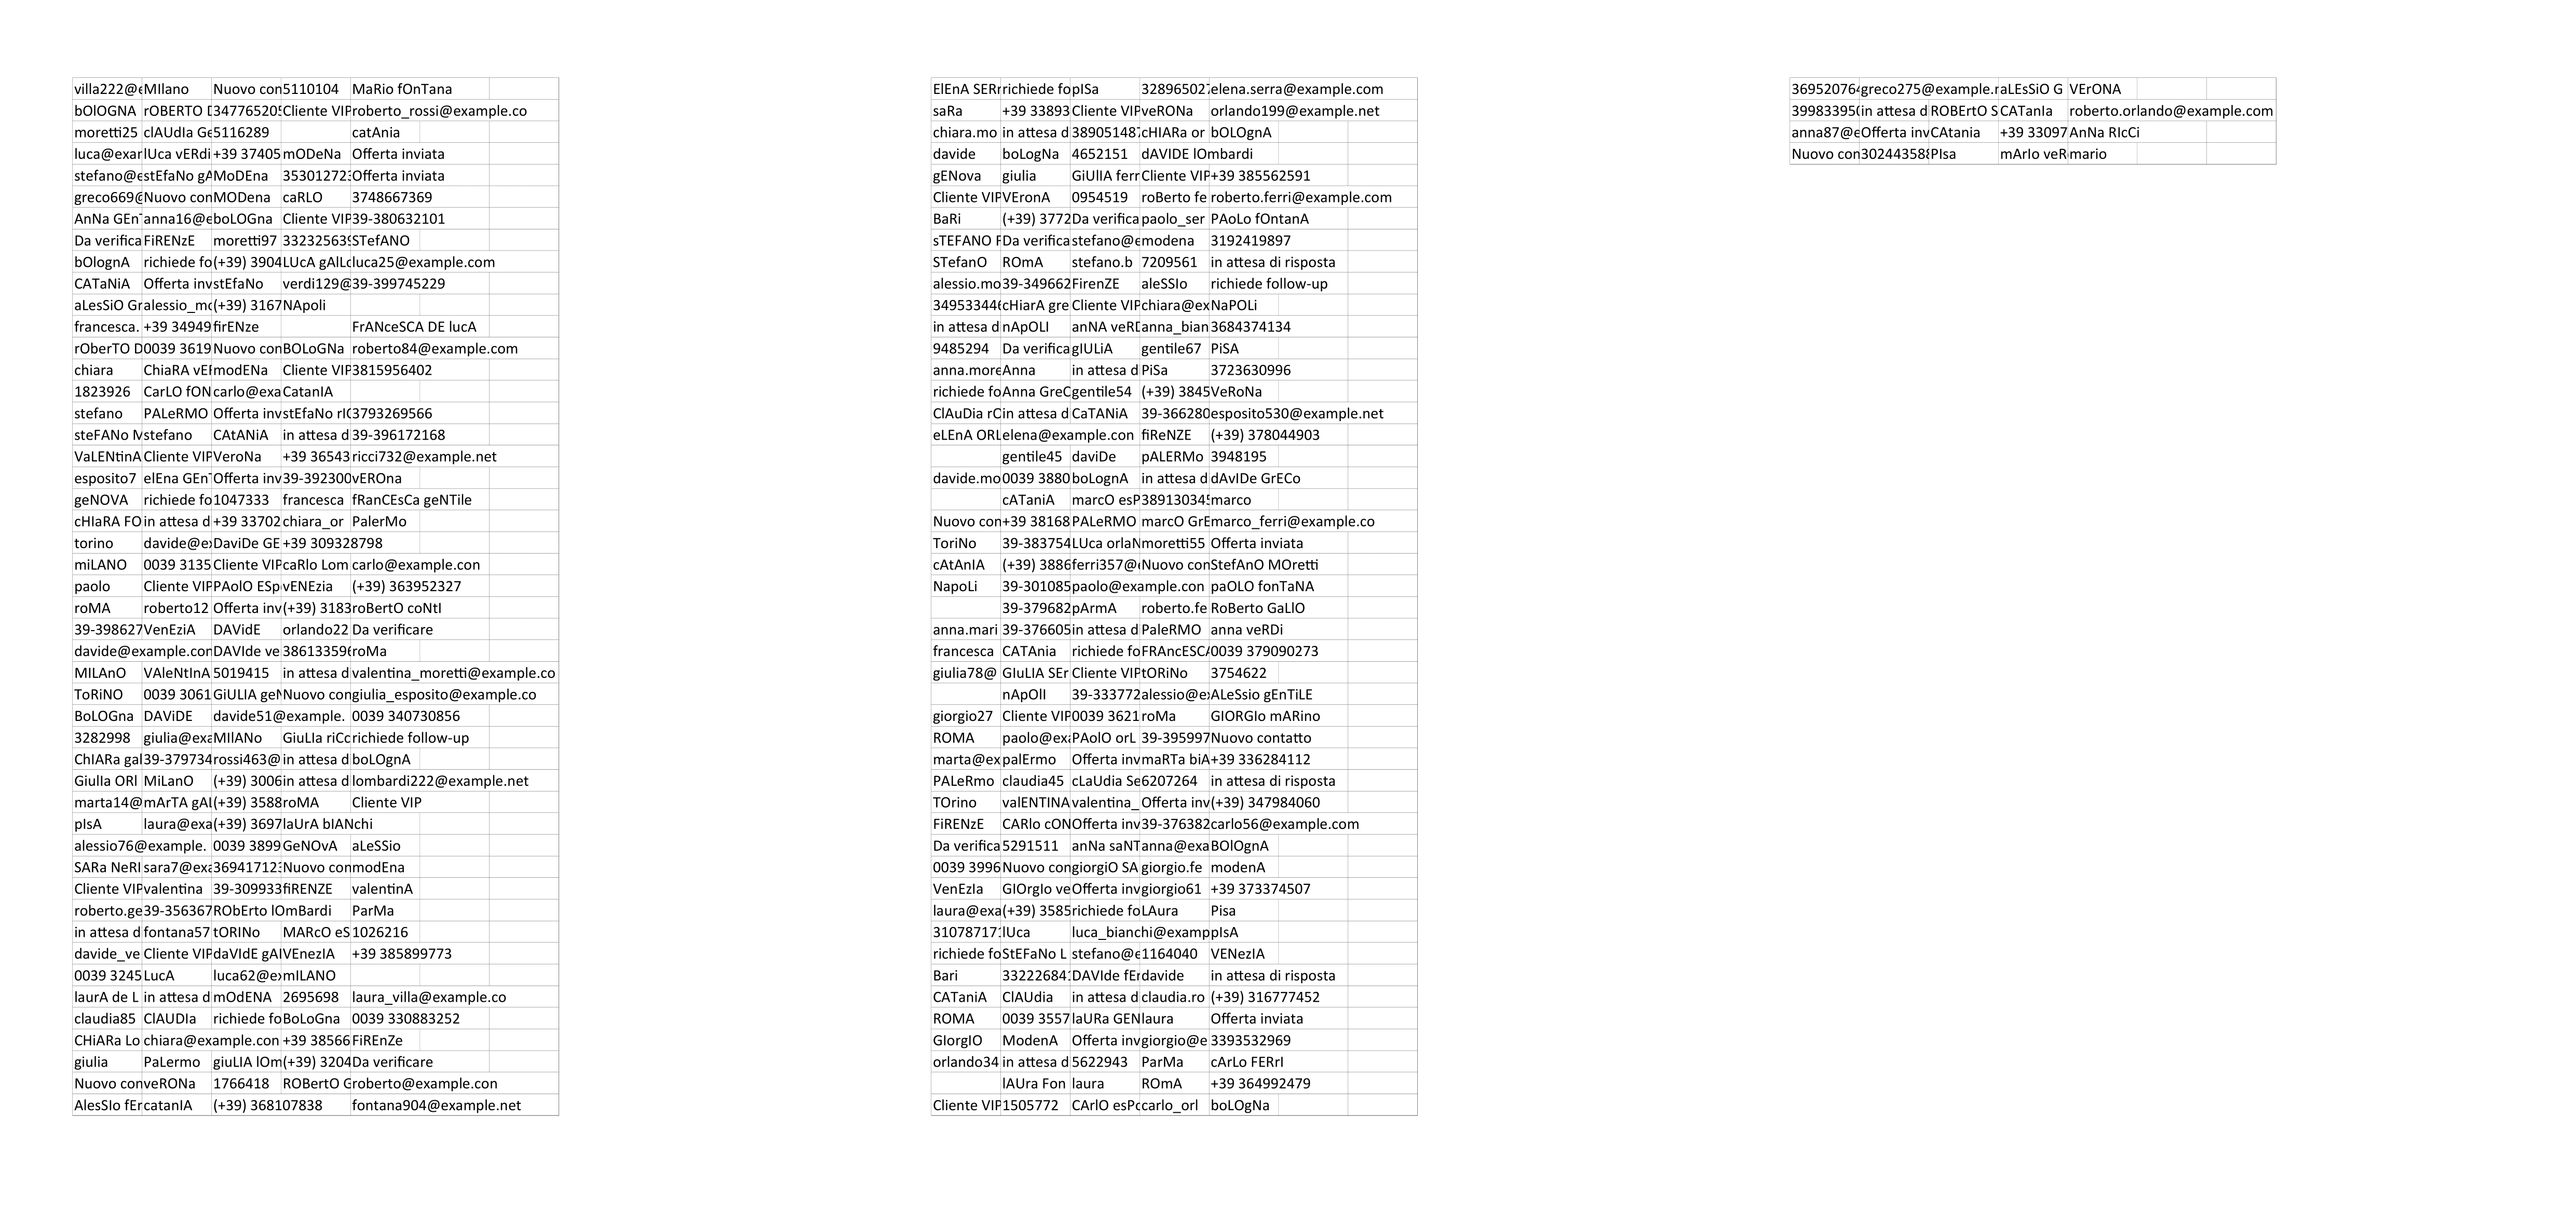 villa222@e MIlano Nuovo con 5110104 MaRio fOnTana
bOlOGNA rOBERTO D 347765205 Cliente VIP roberto_rossi@example.co
moretti25 clAUdIa Ge 5116289 catAnia
luca@exar lUca vERdi +39 37405 mODeNa Offerta inviata
stefano@e stEfaNo gA MoDEna 353012723 Offerta inviata
greco669@ Nuovo con MODena caRLO 3748667369
AnNa GEnT anna16@e boLOGna Cliente VIP 39-380632101
Da verifica FiRENzE moretti97 332325639 STefANO
bOlognA richiede fo (+39) 3904 LUcA gAlLo luca25@example.com
CATaNiA Offerta inv stEfaNo verdi129@ 39-399745229
aLesSiO Gr alessio_mo (+39) 3167 NApoli
francesca. +39 34949 firENze FrANceSCA DE lucA
rOberTO D 0039 3619 Nuovo con BOLoGNa roberto84@example.com
chiara ChiaRA vEF modENa Cliente VIP 3815956402
1823926 CarLO fON carlo@exa CatanIA
stefano PALeRMO Offerta inv stEfaNo rIC 3793269566
steFANo M stefano CAtANiA in attesa d 39-396172168
VaLENtinA Cliente VIP VeroNa +39 36543 ricci732@example.net
esposito7 elEna GEnT Offerta inv 39-392300 vEROna
geNOVA richiede fo 1047333 francesca fRanCEsCa geNTile
cHIaRA FO in attesa d +39 33702 chiara_or PalerMo
torino davide@ex DaviDe GE +39 309328798
miLANO 0039 3135 Cliente VIP caRlo Lom carlo@example.con
paolo Cliente VIP PAolO ESp vENEzia (+39) 363952327
roMA roberto12 Offerta inv (+39) 3183 roBertO coNtI
39-398627 VenEziA DAVidE orlando22 Da verificare
davide@example.con DAVIde ve 386133596 roMa
MILAnO VAleNtInA 5019415 in attesa d valentina_moretti@example.co
ToRiNO 0039 3061 GiULIA geN Nuovo con giulia_esposito@example.co
BoLOGna DAViDE davide51@example. 0039 340730856
3282998 giulia@exa MIlANo GiuLIa riCc richiede follow-up
ChIARa gal 39-379734 rossi463@ in attesa d boLOgnA
GiulIa ORl MiLanO (+39) 3006 in attesa d lombardi222@example.net
marta14@ mArTA gAL (+39) 3588 roMA Cliente VIP
pIsA laura@exa (+39) 3697 laUrA bIANchi
alessio76@example. 0039 3899 GeNOvA aLeSSio
SARa NeRI sara7@exa 369417123 Nuovo con modEna
Cliente VIP valentina 39-309933 fiRENZE valentinA
roberto.ge 39-356367 RObErto lOmBardi ParMa
in attesa d fontana57 tORINo MARcO eS 1026216
davide_ve Cliente VIP daVIdE gAl VEnezIA +39 385899773
0039 3245 LucA luca62@ex mILANO
laurA de L in attesa d mOdENA 2695698 laura_villa@example.co
claudia85 ClAUDIa richiede fo BoLoGna 0039 330883252
CHiARa Lo chiara@example.con +39 38566 FiREnZe
giulia PaLermo giuLIA lOm (+39) 3204 Da verificare
Nuovo con veRONa 1766418 ROBertO G roberto@example.con
AlesSIo fEr catanIA (+39) 368107838 fontana904@example.net
ElEnA SERr richiede fo pISa 328965027 elena.serra@example.com
saRa +39 33893 Cliente VIP veRONa orlando199@example.net
chiara.mo in attesa d 389051487 cHIARa or bOLOgnA
davide boLogNa 4652151 dAVIDE lOmbardi
gENova giulia GiUlIA ferr Cliente VIP +39 385562591
Cliente VIP VEronA 0954519 roBerto fe roberto.ferri@example.com
BaRi (+39) 3772 Da verifica paolo_ser PAoLo fOntanA
sTEFANO F Da verifica stefano@e modena 3192419897
STefanO ROmA stefano.b 7209561 in attesa di risposta
alessio.mo 39-349662 FirenZE aleSSIo richiede follow-up
349533446 cHiarA gre Cliente VIP chiara@ex NaPOLi
in attesa d nApOLI anNA veRD anna_bian 3684374134
9485294 Da verifica gIULiA gentile67 PiSA
anna.more Anna in attesa d PiSa 3723630996
richiede fo Anna GreC gentile54 (+39) 3845 VeRoNa
ClAuDia rC in attesa d CaTANiA 39-366280 esposito530@example.net
eLEnA ORL elena@example.con fiReNZE (+39) 378044903
gentile45 daviDe pALERMo 3948195
davide.mo 0039 3880 boLognA in attesa d dAvIDe GrECo
cATaniA marcO esP 389130345 marco
Nuovo con +39 38168 PALeRMO marcO GrE marco_ferri@example.co
ToriNo 39-383754 LUca orlaN moretti55 Offerta inviata
cAtAnIA (+39) 3886 ferri357@e Nuovo con StefAnO MOretti
NapoLi 39-301085 paolo@example.con paOLO fonTaNA
39-379682 pArmA roberto.fe RoBerto GaLlO
anna.mari 39-376605 in attesa d PaleRMO anna veRDi
francesca CATAnia richiede fo FRAncESCA 0039 379090273
giulia78@ GIuLIA SEr Cliente VIP tORiNo 3754622
nApOlI 39-333772 alessio@ex ALeSsio gEnTiLE
giorgio27 Cliente VIP 0039 3621 roMa GIORGIo mARino
ROMA paolo@exa PAolO orL 39-395997 Nuovo contatto
marta@ex palErmo Offerta inv maRTa biA +39 336284112
PALeRmo claudia45 cLaUdia Se 6207264 in attesa di risposta
TOrino valENTINA valentina_ Offerta inv (+39) 347984060
FiRENzE CARlo cON Offerta inv 39-376382 carlo56@example.com
Da verifica 5291511 anNa saNT anna@exa BOlOgnA
0039 3996 Nuovo con giorgiO SA giorgio.fe modenA
VenEzIa GIOrgIo ve Offerta inv giorgio61 +39 373374507
laura@exa (+39) 3585 richiede fo LAura Pisa
310787171 lUca luca_bianchi@examp pIsA
richiede fo StEFaNo L stefano@e 1164040 VENezIA
Bari 332226841 DAVIde fEr davide in attesa di risposta
CATaniA ClAUdia in attesa d claudia.ro (+39) 316777452
ROMA 0039 3557 laURa GEN laura Offerta inviata
GIorgIO ModenA Offerta inv giorgio@e 3393532969
orlando34 in attesa d 5622943 ParMa cArLo FERrI
lAUra Fon laura ROmA +39 364992479
Cliente VIP 1505772 CArlO esPo carlo_orl boLOgNa
369520764 greco275@example.n aLEsSiO G VErONA
399833950 in attesa d ROBErtO S CATanIa roberto.orlando@example.com
anna87@e Offerta inv CAtania +39 33097 AnNa RIcCi
Nuovo con 302443588 PIsa mArIo veR mario